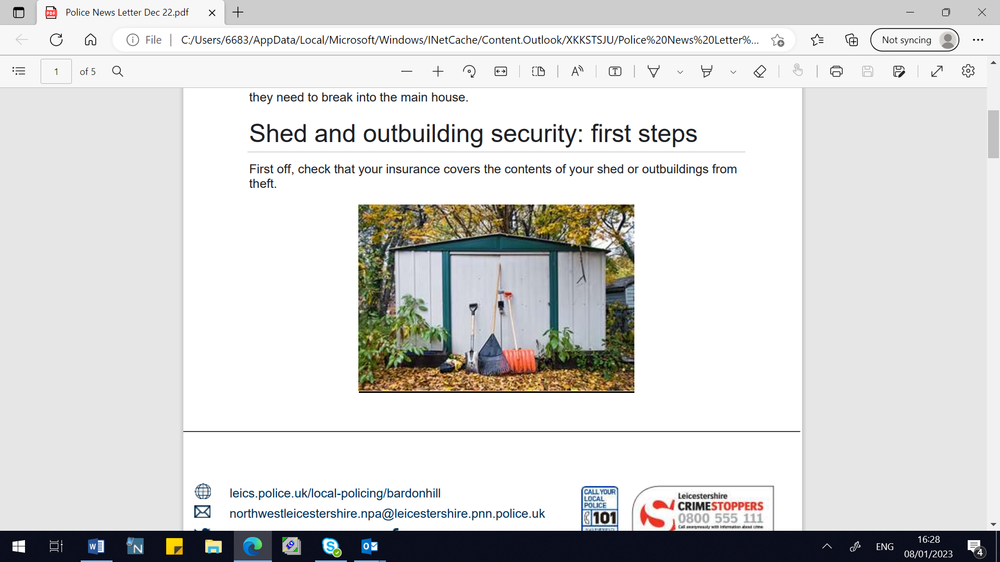 Police News Letter Dec 22.pdf
File
C:/Users/6683/AppData/Local/Microsoft/Windows/INetCache/Content.Outlook/XKKSTSJU/Police%20News%20Letter%...
Not syncing
1 of 5
they need to break into the main house.
Shed and outbuilding security: first steps
First off, check that your insurance covers the contents of your shed or outbuildings from
theft.
leics.police.uk/local-policing/bardonhill
northwestleicestershire.npa@leicestershire.pnn.police.uk
CALL YOUR
LOCAL
POLICE
101
Leicestershire
CRIMESTOPPERS
0800 555 111
Call anonymously with information about crime
ENG
16:28
08/01/2023
4